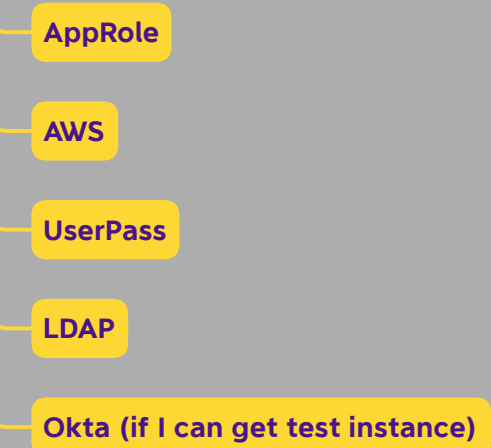 AppRole
AWS
UserPass
LDAP
Okta (if I can get test instance)